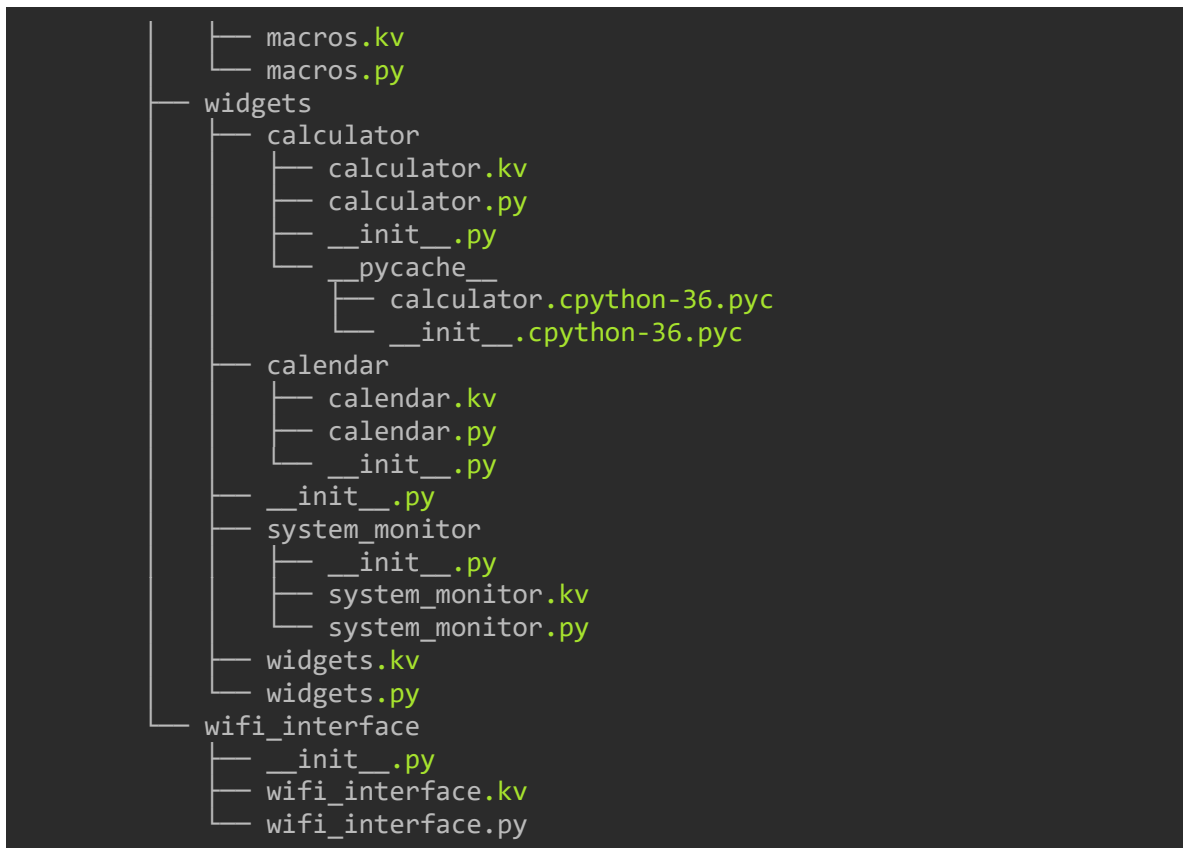 │   ├── macros.kv
│   └── macros.py
├── widgets
│   ├── calculator
│   │   ├── calculator.kv
│   │   ├── calculator.py
│   │   ├── __init__.py
│   │   └── __pycache__
│   │       ├── calculator.cpython-36.pyc
│   │       └── __init__.cpython-36.pyc
│   ├── calendar
│   │   ├── calendar.kv
│   │   ├── calendar.py
│   │   └── __init__.py
│   ├── __init__.py
│   ├── system_monitor
│   │   ├── __init__.py
│   │   ├── system_monitor.kv
│   │   └── system_monitor.py
│   ├── widgets.kv
│   └── widgets.py
└── wifi_interface
    ├── __init__.py
    ├── wifi_interface.kv
    └── wifi_interface.py